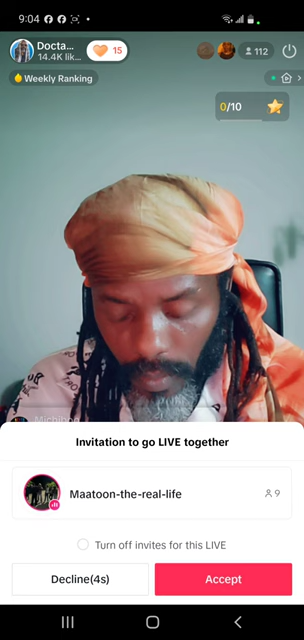 9:04
Docta...
14.4K lik...
15
112
Weekly Ranking
0/10
Michiboo
Invitation to go LIVE together
Maatoon-the-real-life
9
Turn off invites for this LIVE
Decline(4s)
Accept